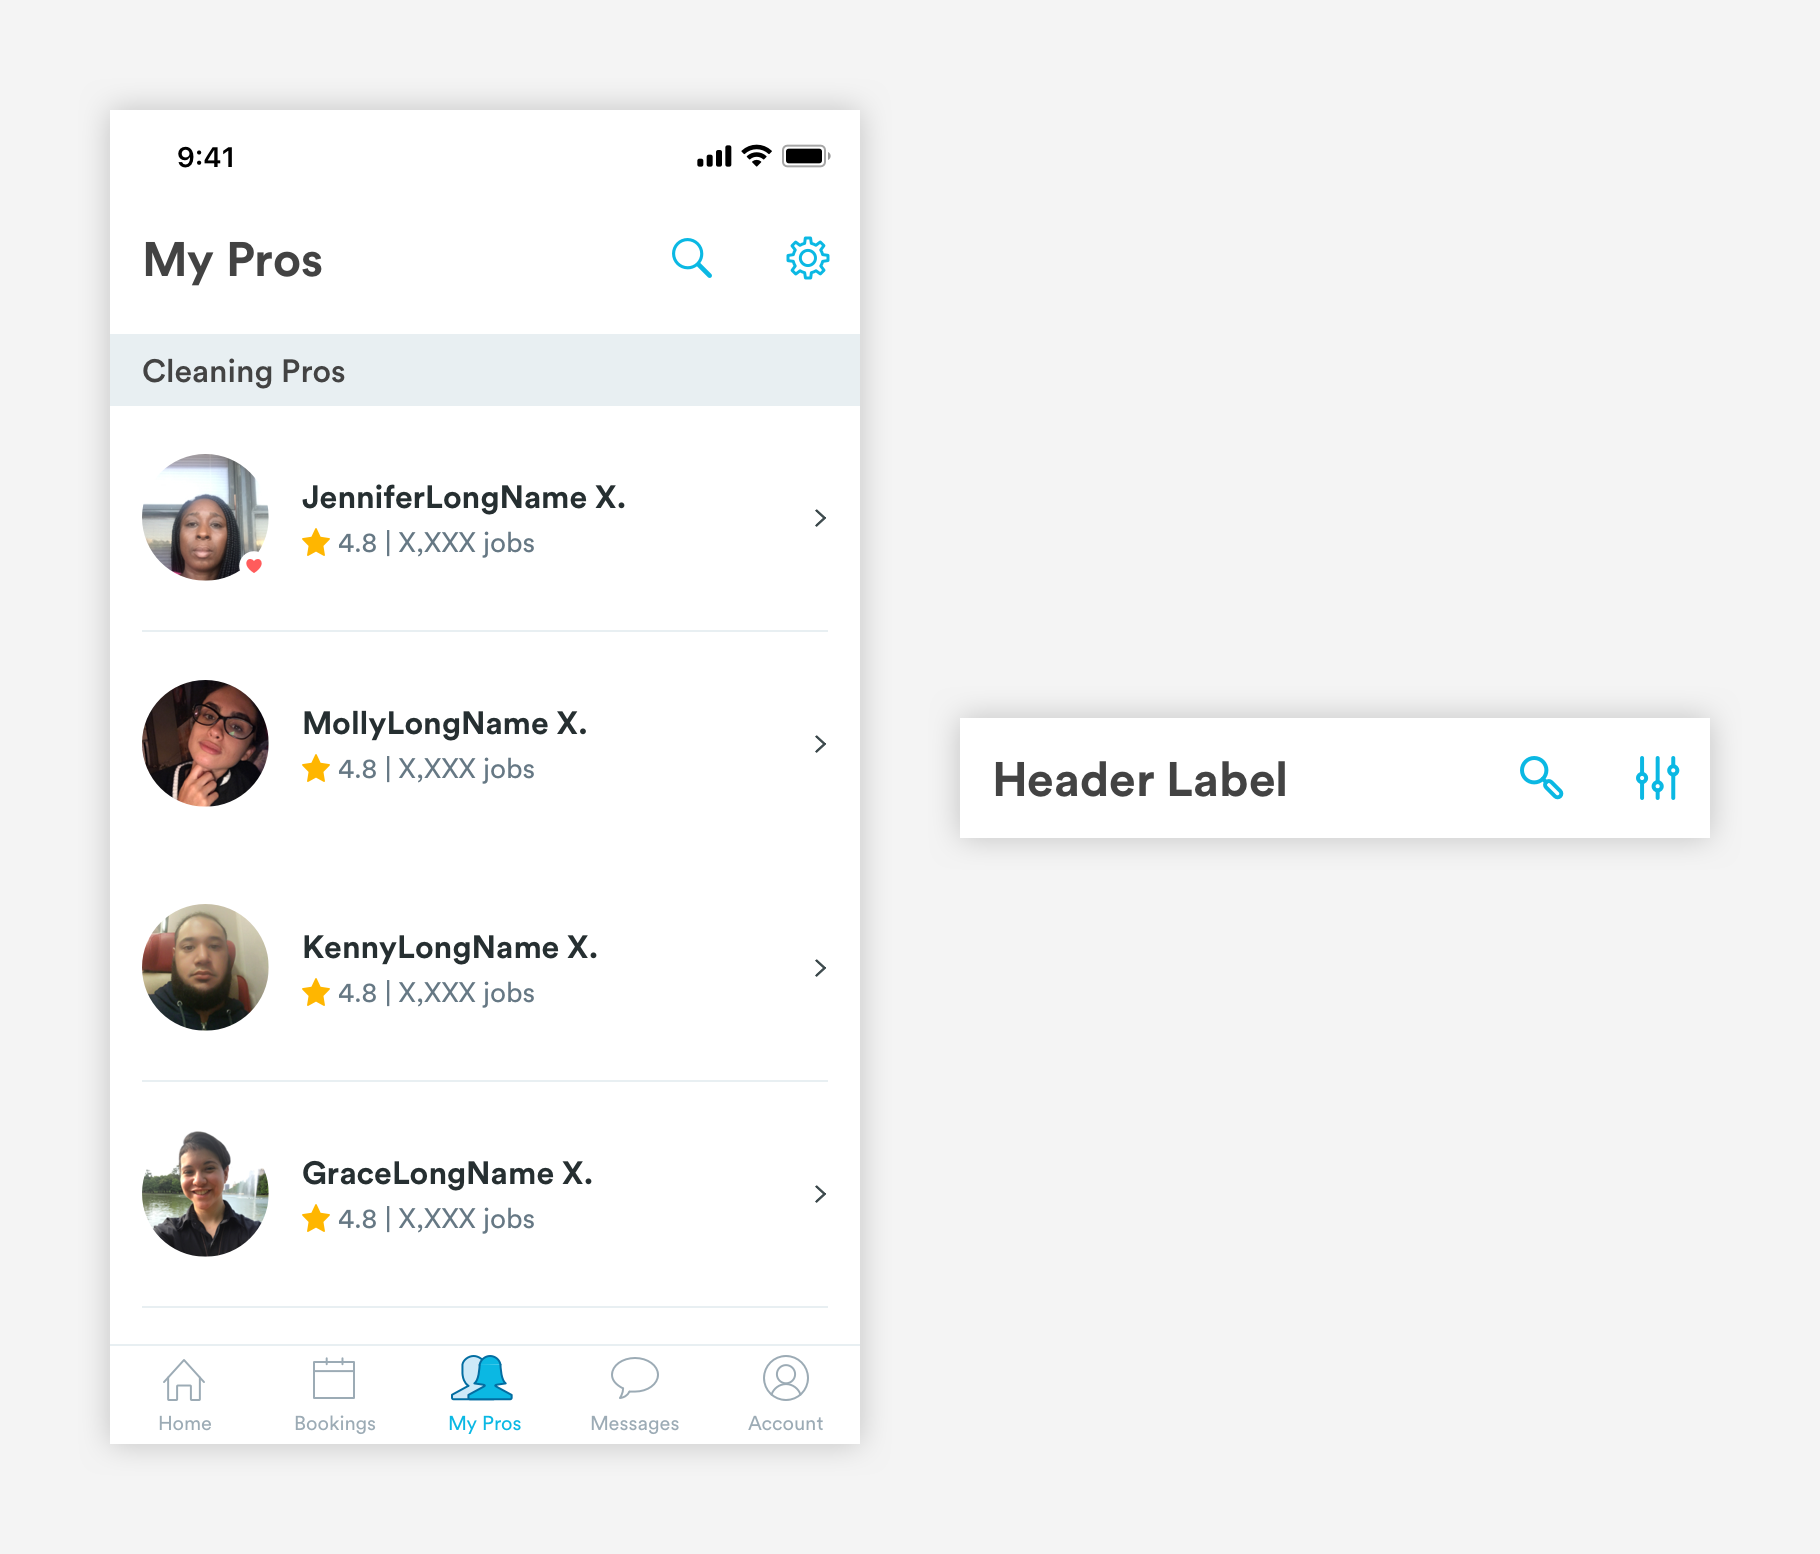 9:41
My Pros
Cleaning Pros
JenniferLongName X.
4.8 | X,XXX jobs
MollyLongName X.
4.8 | X,XXX jobs
KennyLongName X.
4.8 | X,XXX jobs
GraceLongName X.
4.8 | X,XXX jobs
Home Bookings My Pros Messages Account
Header Label